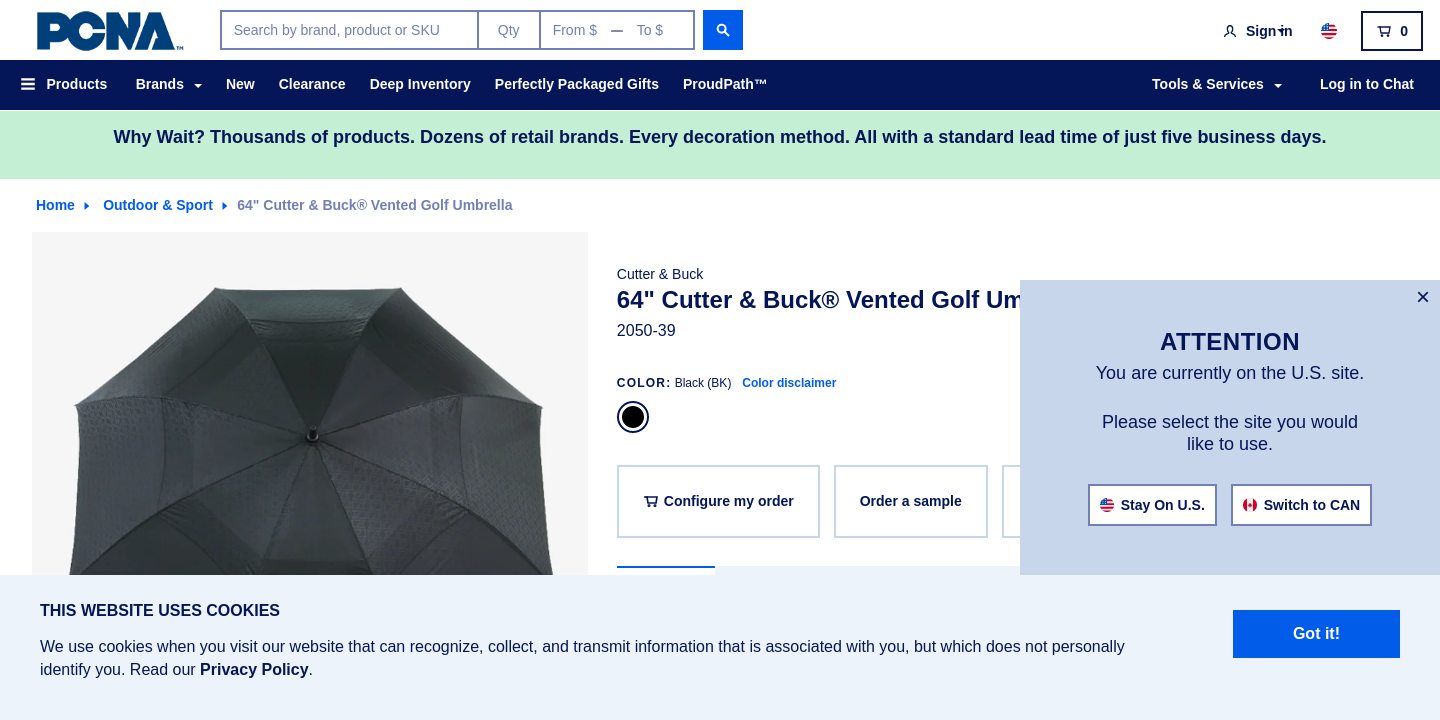 PCNA™
Search by brand, product or SKU
Qty
From $ — To $
Sign in
0
Products
Brands
New
Clearance
Deep Inventory
Perfectly Packaged Gifts
ProudPath™
Tools & Services
Log in to Chat
Why Wait? Thousands of products. Dozens of retail brands. Every decoration method. All with a standard lead time of just five business days.
Home
Outdoor & Sport
64" Cutter & Buck® Vented Golf Umbrella
Cutter & Buck
64" Cutter & Buck® Vented Golf Um
2050-39
COLOR: Black (BK) Color disclaimer
Configure my order
Order a sample
×
ATTENTION
You are currently on the U.S. site.
Please select the site you would
like to use.
Stay On U.S.
Switch to CAN
THIS WEBSITE USES COOKIES
We use cookies when you visit our website that can recognize, collect, and transmit information that is associated with you, but which does not personally
identify you. Read our Privacy Policy.
Got it!